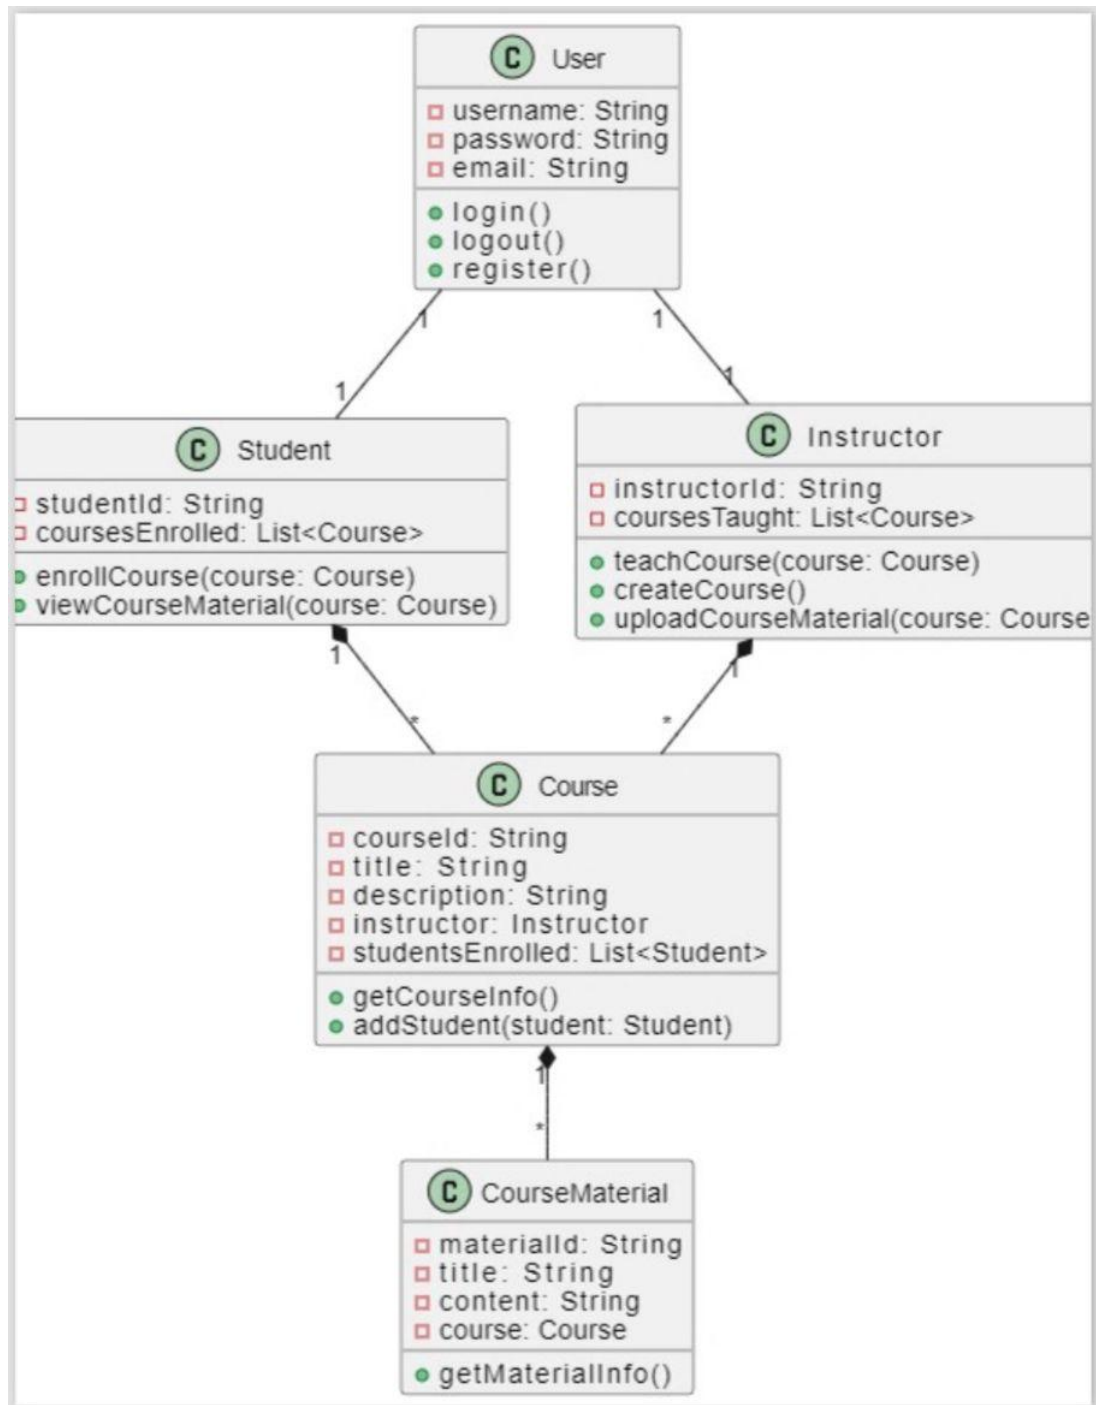 C User
username: String
password: String
email: String
login()
logout()
register()
1
1
1
1
C Student
studentId: String
coursesEnrolled: List<Course>
enrollCourse(course: Course)
viewCourseMaterial(course: Course)
C Instructor
instructorId: String
coursesTaught: List<Course>
teachCourse(course: Course)
createCourse()
uploadCourseMaterial(course: Course
1
1
*
*
C Course
courseId: String
title: String
description: String
instructor: Instructor
studentsEnrolled: List<Student>
getCourseInfo()
addStudent(student: Student)
1
*
C CourseMaterial
materialId: String
title: String
content: String
course: Course
getMaterialInfo()